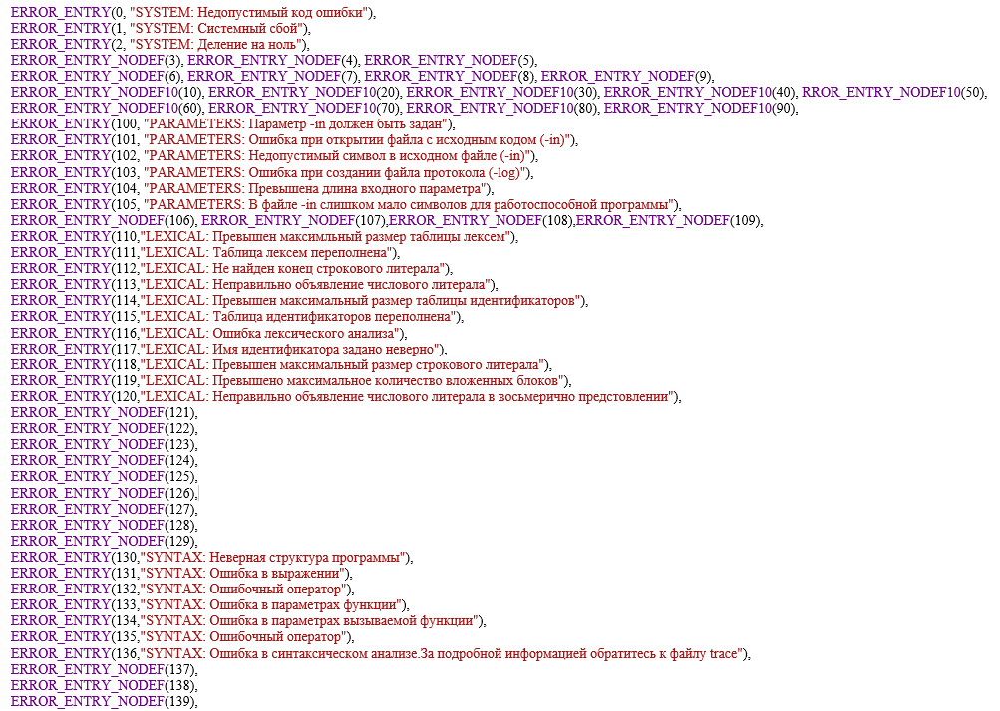 ERROR_ENTRY(0, "SYSTEM: Недопустимый код ошибки"),
ERROR_ENTRY(1, "SYSTEM: Системный сбой"),
ERROR_ENTRY(2, "SYSTEM: Деление на ноль"),
ERROR_ENTRY_NODEF(3), ERROR_ENTRY_NODEF(4), ERROR_ENTRY_NODEF(5),
ERROR_ENTRY_NODEF(6), ERROR_ENTRY_NODEF(7), ERROR_ENTRY_NODEF(8), ERROR_ENTRY_NODEF(9),
ERROR_ENTRY_NODEF10(10), ERROR_ENTRY_NODEF10(20), ERROR_ENTRY_NODEF10(30), ERROR_ENTRY_NODEF10(40), RROR_ENTRY_NODEF10(50),
ERROR_ENTRY_NODEF10(60), ERROR_ENTRY_NODEF10(70), ERROR_ENTRY_NODEF10(80), ERROR_ENTRY_NODEF10(90),
ERROR_ENTRY(100, "PARAMETERS: Параметр -in должен быть задан"),
ERROR_ENTRY(101, "PARAMETERS: Ошибка при открытии файла с исходным кодом (-in)"),
ERROR_ENTRY(102, "PARAMETERS: Недопустимый символ в исходном файле (-in)"),
ERROR_ENTRY(103, "PARAMETERS: Ошибка при создании файла протокола (-log)"),
ERROR_ENTRY(104, "PARAMETERS: Превышена длина входного параметра"),
ERROR_ENTRY(105, "PARAMETERS: В файле -in слишком мало символов для работоспособной программы"),
ERROR_ENTRY_NODEF(106), ERROR_ENTRY_NODEF(107),ERROR_ENTRY_NODEF(108),ERROR_ENTRY_NODEF(109),
ERROR_ENTRY(110,"LEXICAL: Превышен максимльный размер таблицы лексем"),
ERROR_ENTRY(111,"LEXICAL: Таблица лексем переполнена"),
ERROR_ENTRY(112,"LEXICAL: Не найден конец строкового литерала"),
ERROR_ENTRY(113,"LEXICAL: Неправильно объявление числового литрала"),
ERROR_ENTRY(114,"LEXICAL: Превышен максимальный размер таблицы идентификаторов"),
ERROR_ENTRY(115,"LEXICAL: Таблица идентификаторов переполнена"),
ERROR_ENTRY(116,"LEXICAL: Ошибка лексического анализа"),
ERROR_ENTRY(117,"LEXICAL: Имя идентификатора задано неверно"),
ERROR_ENTRY(118,"LEXICAL: Превышен максимальный размер строкового литерала"),
ERROR_ENTRY(119,"LEXICAL: Превышено максимальное количество вложенных блоков"),
ERROR_ENTRY(120,"LEXICAL: Неправильно объявление числового литрала в восьмерично предстовлении"),
ERROR_ENTRY_NODEF(121),
ERROR_ENTRY_NODEF(122),
ERROR_ENTRY_NODEF(123),
ERROR_ENTRY_NODEF(124),
ERROR_ENTRY_NODEF(125),
ERROR_ENTRY_NODEF(126),
ERROR_ENTRY_NODEF(127),
ERROR_ENTRY_NODEF(128),
ERROR_ENTRY_NODEF(129),
ERROR_ENTRY(130,"SYNTAX: Неверная структура программы"),
ERROR_ENTRY(131,"SYNTAX: Ошибка в выражении"),
ERROR_ENTRY(132,"SYNTAX: Ошибочный оператор"),
ERROR_ENTRY(133,"SYNTAX: Ошибка в параметрах функции"),
ERROR_ENTRY(134,"SYNTAX: Ошибка в параметрах вызываемой функции"),
ERROR_ENTRY(135,"SYNTAX: Ошибочный оператор"),
ERROR_ENTRY(136,"SYNTAX: Ошибка в синтаксическом анализе.За подробной информацией обратитесь к файлу trace"),
ERROR_ENTRY_NODEF(137),
ERROR_ENTRY_NODEF(138),
ERROR_ENTRY_NODEF(139),